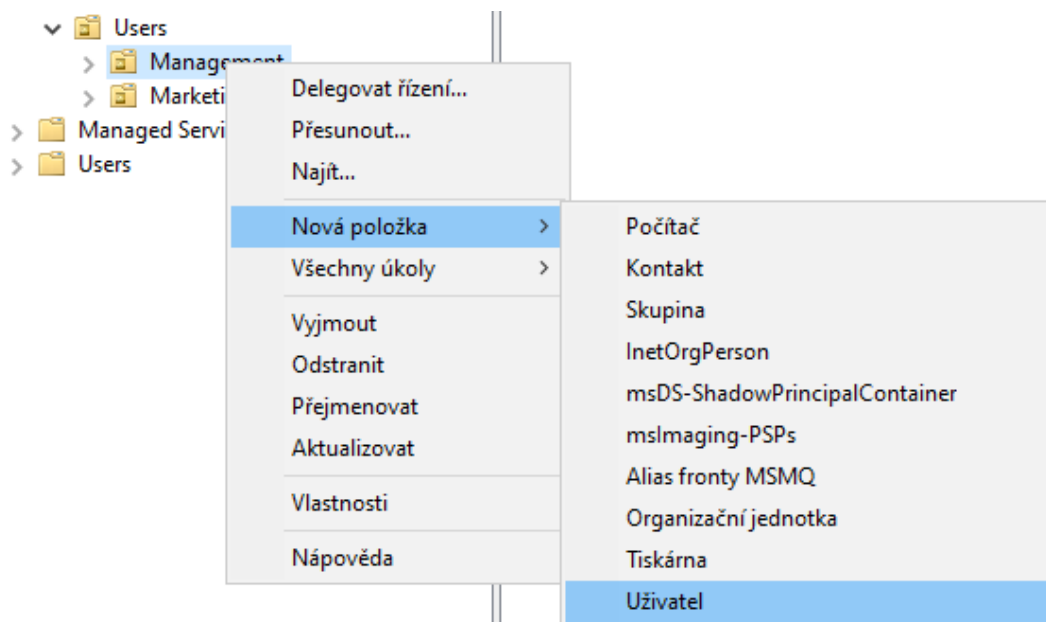 Users
Management
Marketi
Managed Servi
Users
Delegovat řízení...
Přesunout...
Najít...
Nová položka
Všechny úkoly
Vyjmout
Odstranit
Přejmenovat
Aktualizovat
Vlastnosti
Nápověda
Počítač
Kontakt
Skupina
InetOrgPerson
msDS-ShadowPrincipalContainer
msImaging-PSPs
Alias fronty MSMQ
Organizační jednotka
Tiskárna
Uživatel